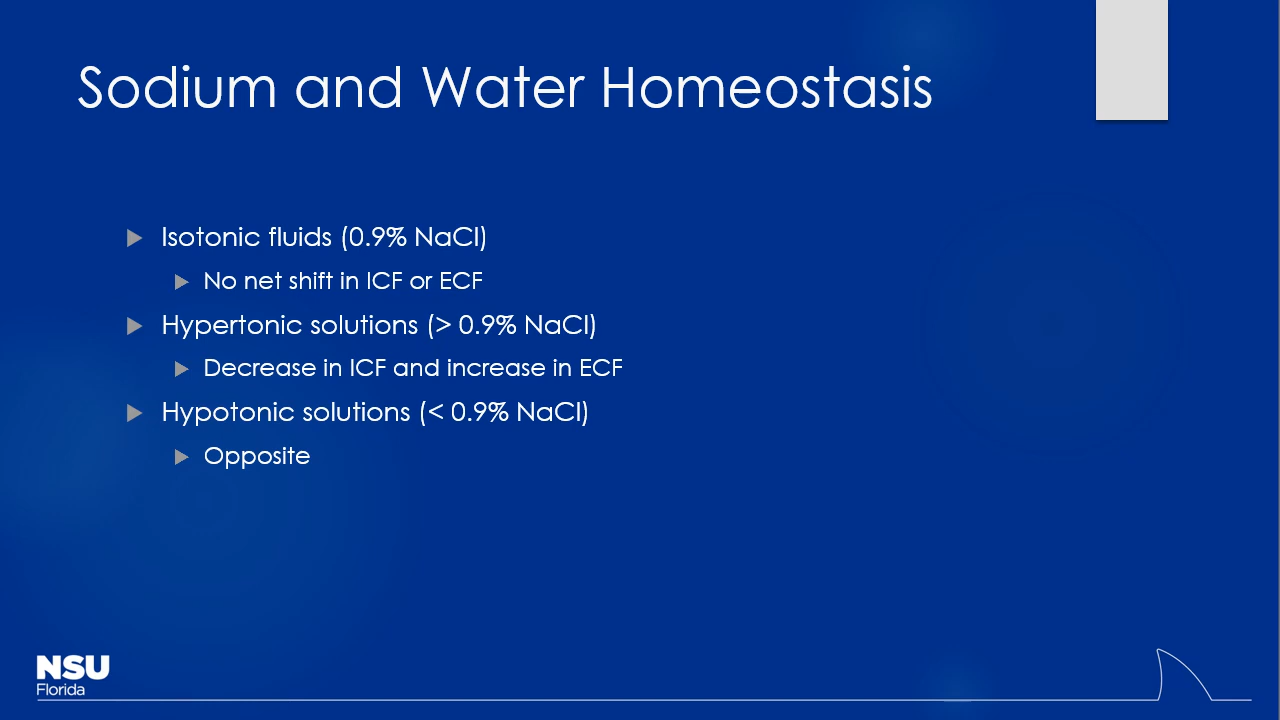 Sodium and Water Homeostasis
Isotonic fluids (0.9% NaCl)
No net shift in ICF or ECF
Hypertonic solutions (> 0.9% NaCl)
Decrease in ICF and increase in ECF
Hypotonic solutions (< 0.9% NaCl)
Opposite
NSU
Florida